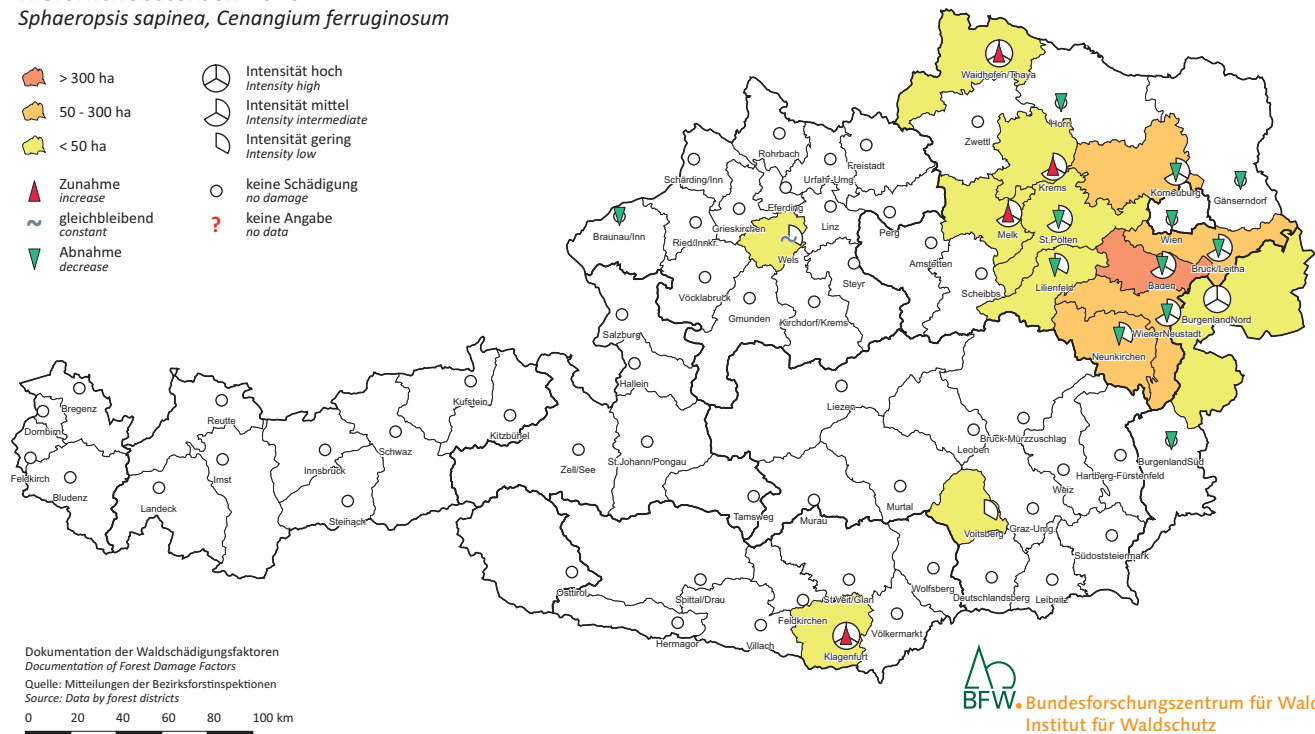 Sphaeropsis sapinea, Cenangium ferruginosum
> 300 ha
50 - 300 ha
< 50 ha
Intensität hoch
Intensity high
Intensität mittel
Intensity intermediate
Intensität gering
Intensity low
Zunahme
increase
gleichbleibend
constant
Abnahme
decrease
keine Schädigung
no damage
? keine Angabe
no data
Waidhofen/Thaya
Horn
Zwettl
Krems
Korneuburg
Gänserndorf
Rohrbach
Freistadt
Schärding/Inn
Urfahr-Umg.
Eferding
Grieskirchen
Linz
Perg
Braunau/Inn
Ried/Innkr.
Wels
Melk
St.Pölten
Wien
Amstetten
Steyr
Scheibbs
Lilienfeld
Baden
Bruck/Leitha
Vöcklabruck
Gmunden
Kirchdorf/Krems
BurgenlandNord
WienerNeustadt
Neunkirchen
Salzburg
Hallein
Bregenz
Dornbirn
Feldkirch
Bludenz
Reutte
Landeck
Imst
Innsbruck
Steinach
Schwaz
Kufstein
Kitzbühel
Zell/See
St.Johann/Pongau
Liezen
Leoben
Bruck-Mürzzuschlag
Weiz
Hartberg-Fürstenfeld
BurgenlandSüd
Tamsweg
Murau
Murtal
Voitsberg
Graz-Umg.
Südoststeiermark
Osttirol
Spittal/Drau
Hermagor
Villach
Feldkirchen
St.Veit/Glan
Klagenfurt
Völkermarkt
Wolfsberg
Deutschlandsberg
Leibnitz
Dokumentation der Waldschädigungsfaktoren
Documentation of Forest Damage Factors
Quelle: Mitteilungen der Bezirksforstinspektionen
Source: Data by forest districts
0 20 40 60 80 100 km
BFW
Bundesforschungszentrum für Wald
Institut für Waldschutz